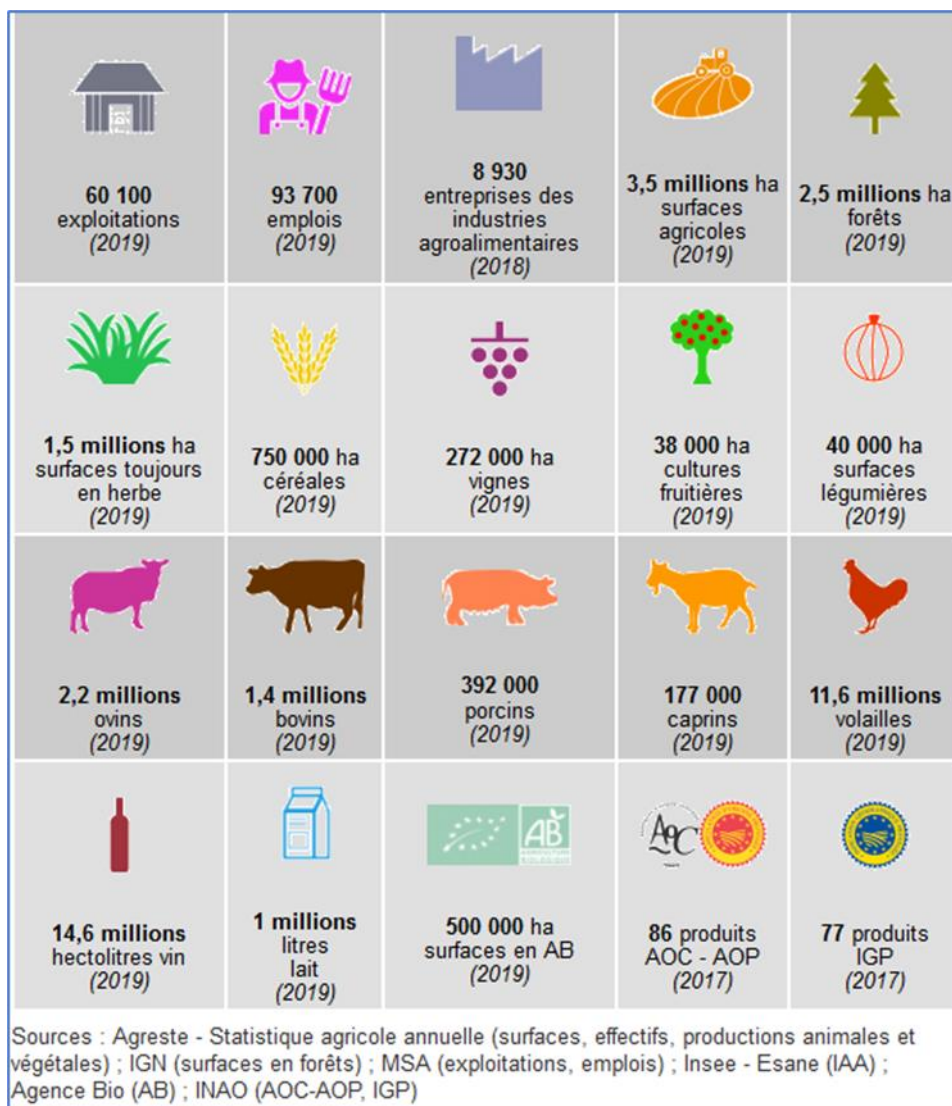 60 100
exploitations
(2019)
93 700
emplois
(2019)
8 930
entreprises des
industries
agroalimentaires
(2018)
3,5 millions ha
surfaces
agricoles
(2019)
2,5 millions ha
forêts
(2019)
1,5 millions ha
surfaces toujours
en herbe
(2019)
750 000 ha
céréales
(2019)
272 000 ha
vignes
(2019)
38 000 ha
cultures
fruitières
(2019)
40 000 ha
surfaces
légumières
(2019)
2,2 millions
ovins
(2019)
1,4 millions
bovins
(2019)
392 000
porcins
(2019)
177 000
caprins
(2019)
11,6 millions
volailles
(2019)
14,6 millions
hectolitres vin
(2019)
1 millions
litres
lait
(2019)
AB
500 000 ha
surfaces en AB
(2019)
AOC
86 produits
AOC - AOP
(2017)
77 produits
IGP
(2017)
Sources : Agreste - Statistique agricole annuelle (surfaces, effectifs, productions animales et
végétales) ; IGN (surfaces en forêts) ; MSA (exploitations, emplois) ; Insee - Esane (IAA) ;
Agence Bio (AB) ; INAO (AOC-AOP, IGP)